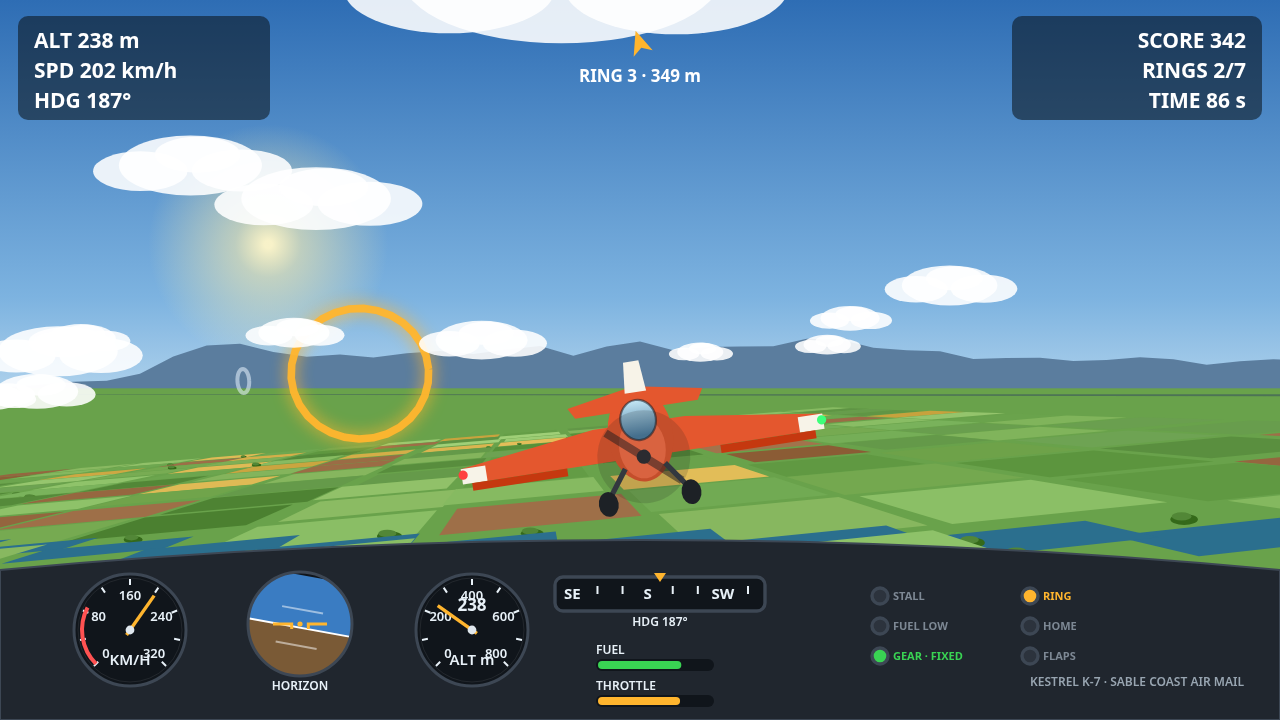 ALT 238 m
SPD 202 km/h
HDG 187°
RING 3 · 349 m
SCORE 342
RINGS 2/7
TIME 86 s
0
80
160
240
320
KM/H
HORIZON
0
200
400
600
800
238
ALT m
SE S SW
HDG 187°
FUEL
THROTTLE
STALL
FUEL LOW
GEAR · FIXED
RING
HOME
FLAPS
KESTREL K-7 · SABLE COAST AIR MAIL